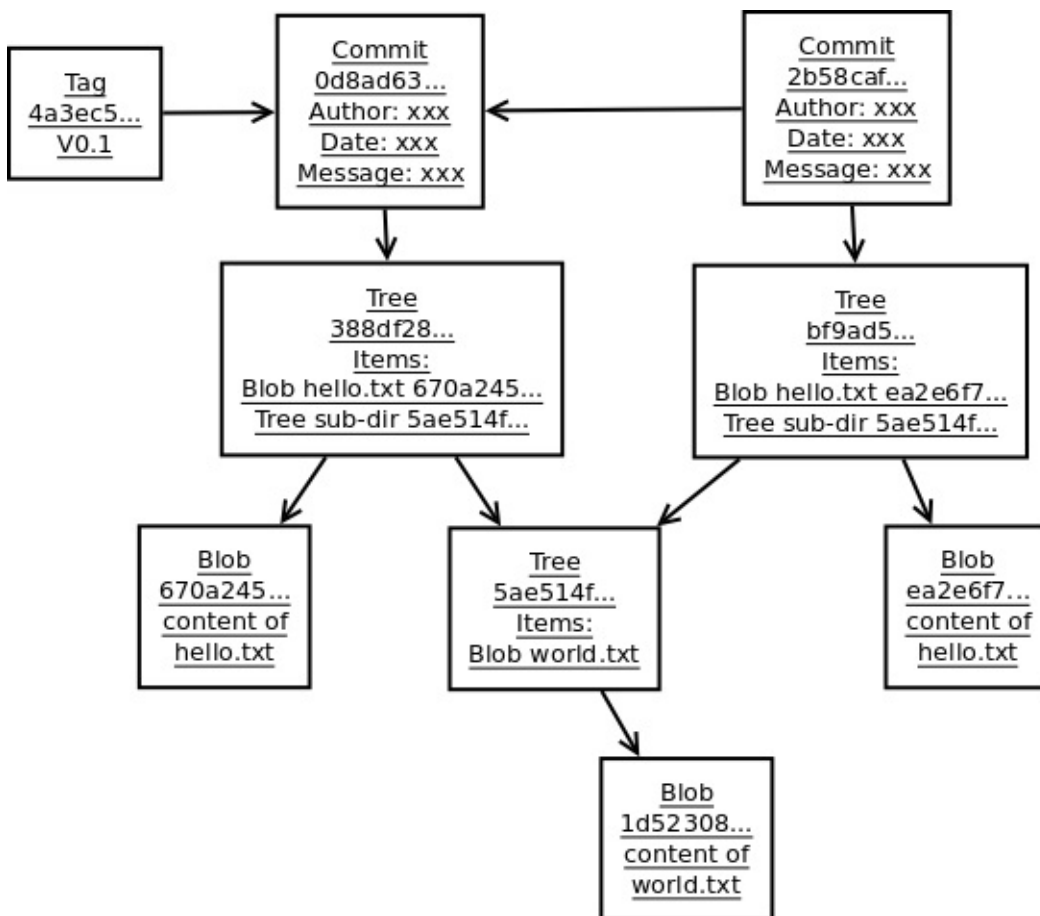 Tag
4a3ec5...
V0.1
Commit
0d8ad63...
Author: xxx
Date: xxx
Message: xxx
Commit
2b58caf...
Author: xxx
Date: xxx
Message: xxx
Tree
388df28...
Items:
Blob hello.txt 670a245...
Tree sub-dir 5ae514f...
Tree
bf9ad5...
Items:
Blob hello.txt ea2e6f7...
Tree sub-dir 5ae514f...
Blob
670a245...
content of
hello.txt
Tree
5ae514f...
Items:
Blob world.txt
Blob
ea2e6f7...
content of
hello.txt
Blob
1d52308...
content of
world.txt